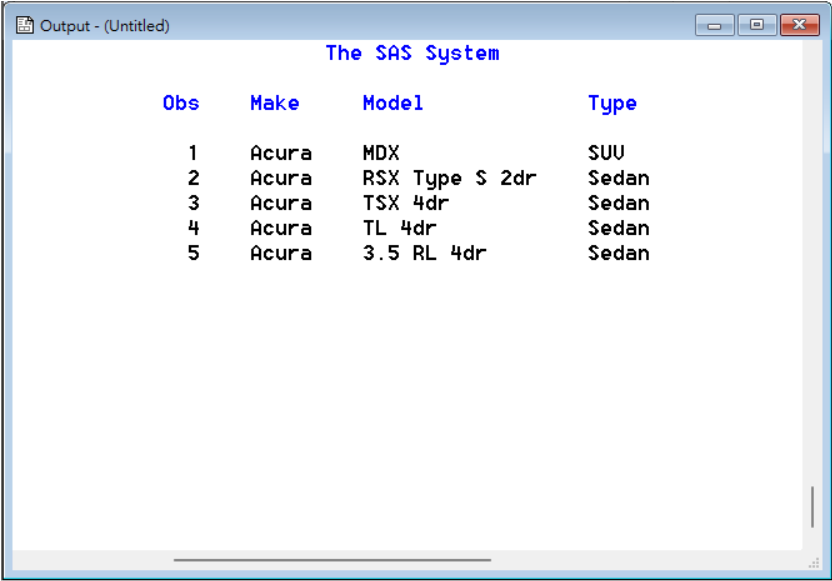 Output - (Untitled)
The SAS System
Obs Make Model Type
1 Acura MDX SUV
2 Acura RSX Type S 2dr Sedan
3 Acura TSX 4dr Sedan
4 Acura TL 4dr Sedan
5 Acura 3.5 RL 4dr Sedan